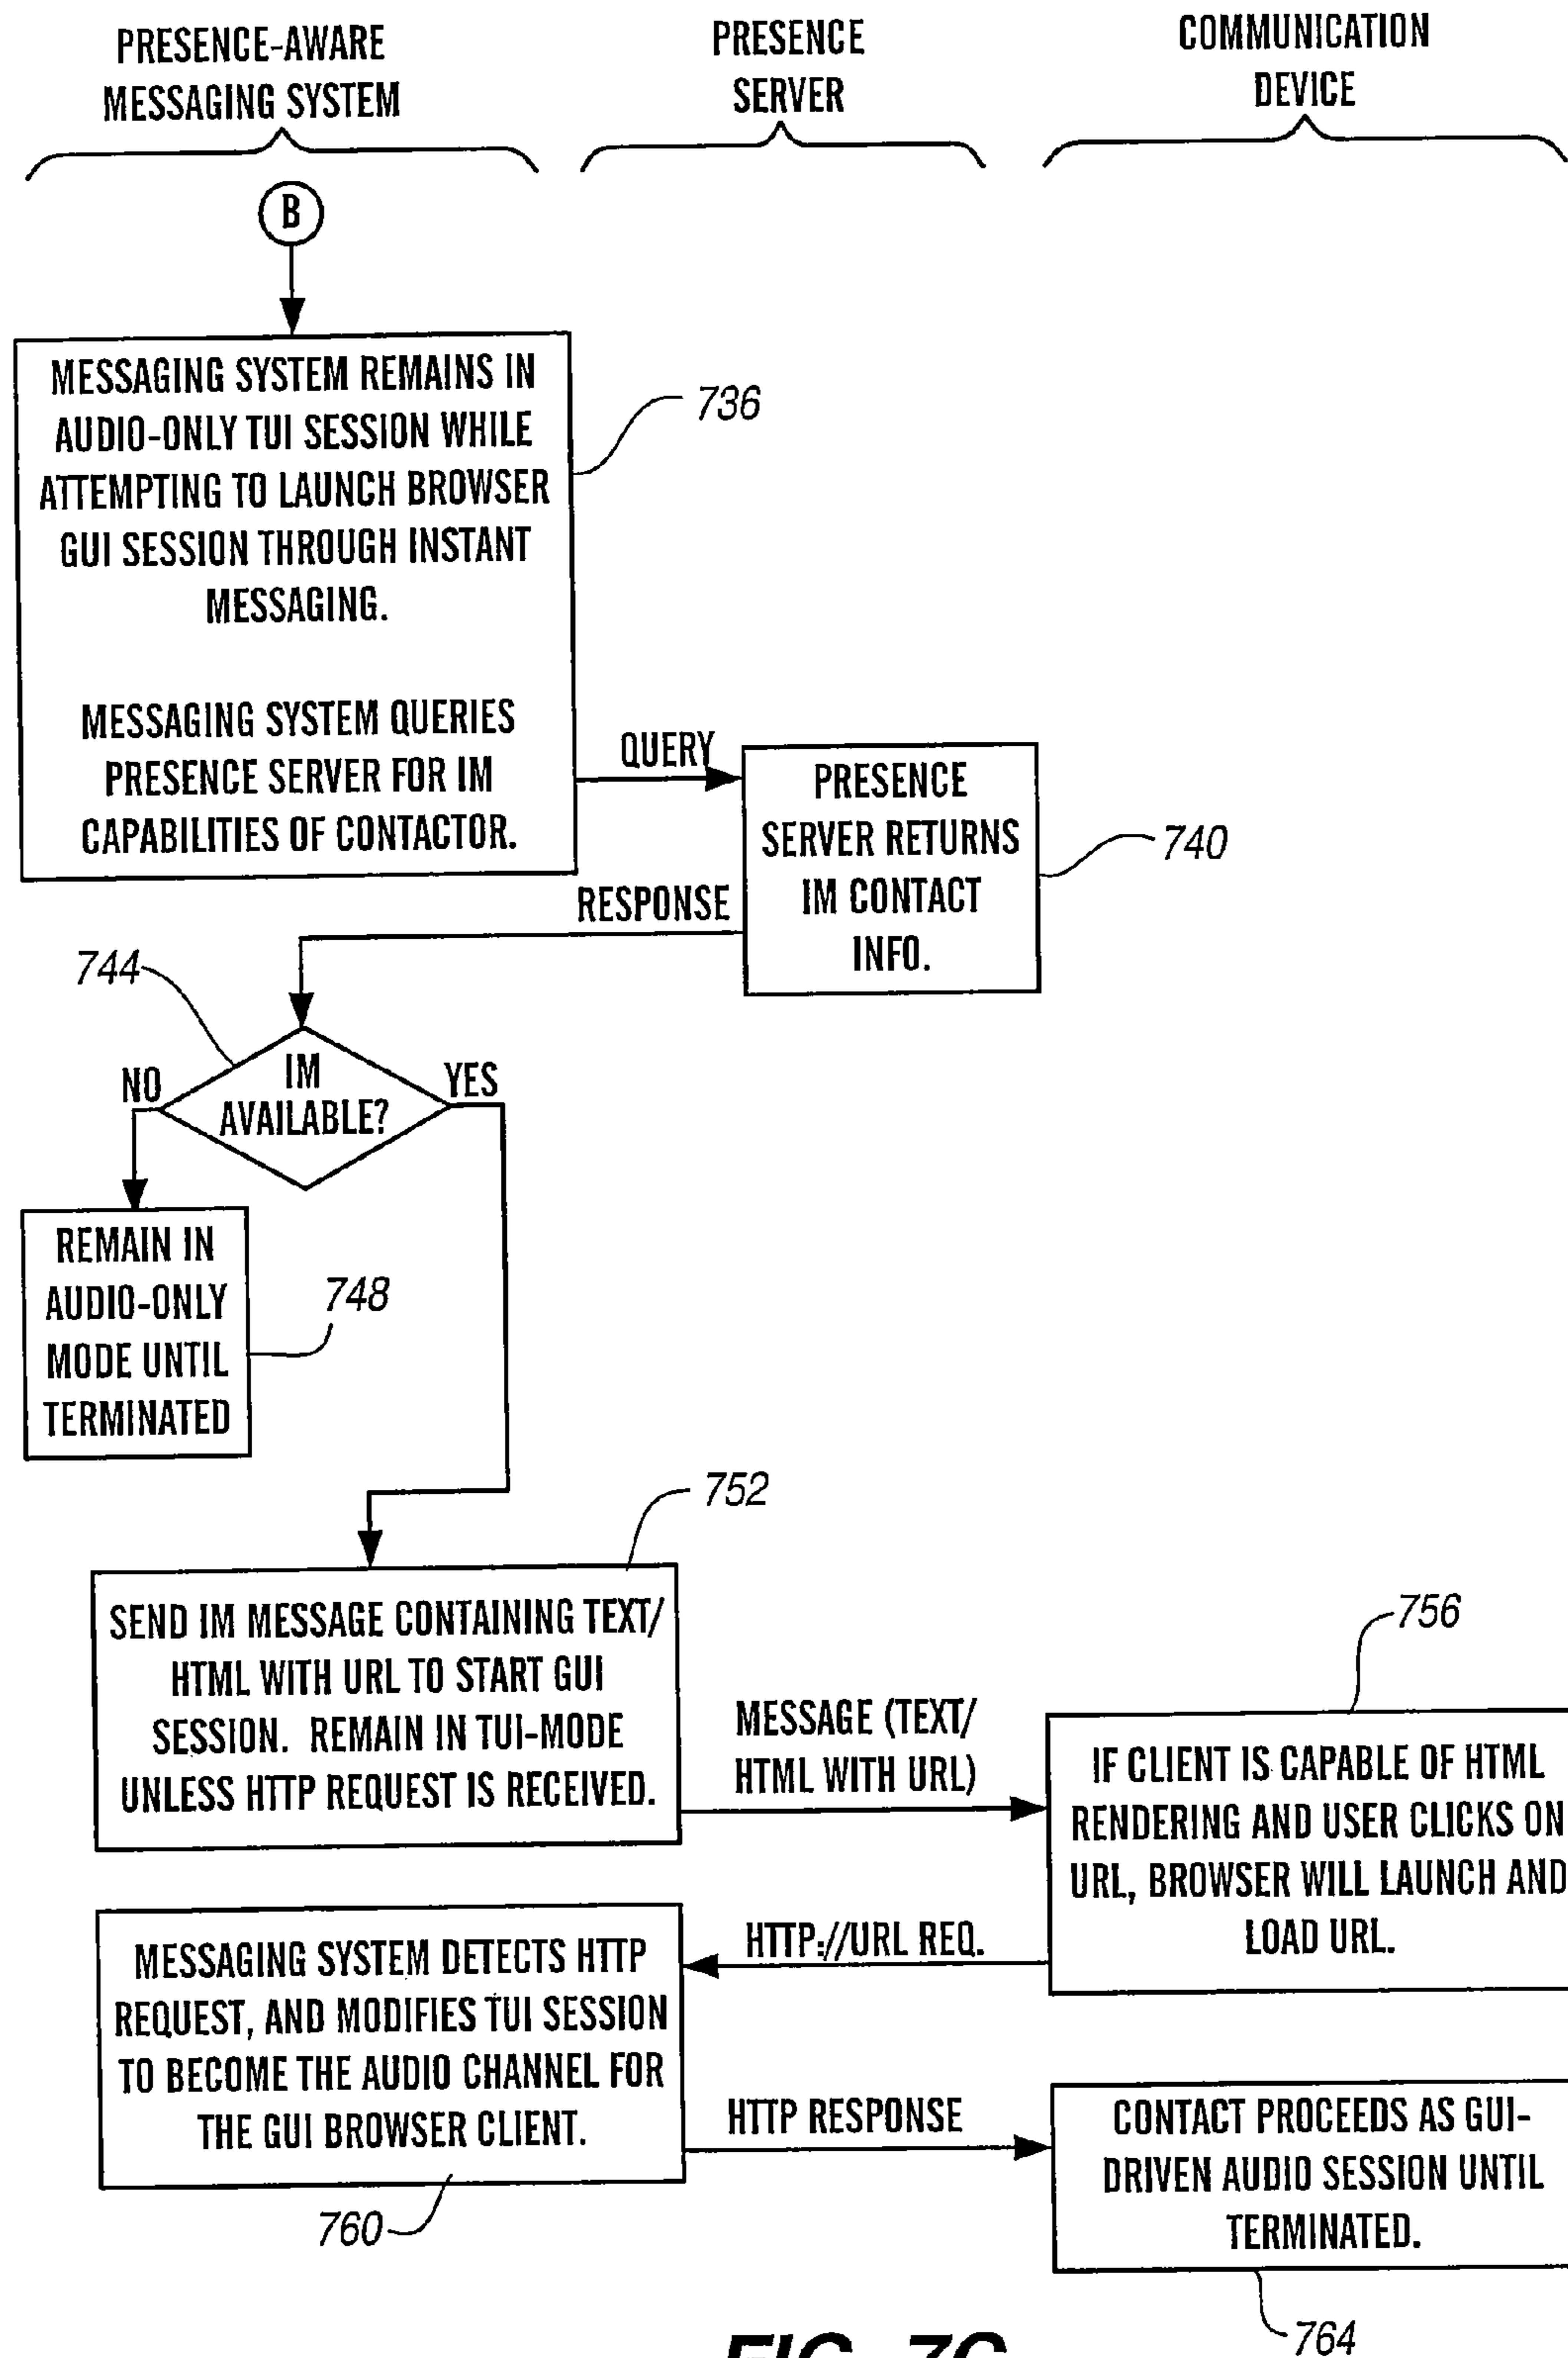 PRESENCE-AWARE
MESSAGING SYSTEM
PRESENCE
SERVER
COMMUNICATION
DEVICE
B
MESSAGING SYSTEM REMAINS IN
AUDIO-ONLY TUI SESSION WHILE
ATTEMPTING TO LAUNCH BROWSER
GUI SESSION THROUGH INSTANT
MESSAGING.
MESSAGING SYSTEM QUERIES
PRESENCE SERVER FOR IM
CAPABILITIES OF CONTACTOR.
736
QUERY
PRESENCE
SERVER RETURNS
IM CONTACT
INFO.
740
RESPONSE
744
IM
AVAILABLE?
NO
YES
REMAIN IN
AUDIO-ONLY
MODE UNTIL
TERMINATED
748
752
SEND IM MESSAGE CONTAINING TEXT/
HTML WITH URL TO START GUI
SESSION. REMAIN IN TUI-MODE
UNLESS HTTP REQUEST IS RECEIVED.
MESSAGE (TEXT/
HTML WITH URL)
756
IF CLIENT IS CAPABLE OF HTML
RENDERING AND USER CLICKS ON
URL, BROWSER WILL LAUNCH AND
LOAD URL.
HTTP://URL REQ.
MESSAGING SYSTEM DETECTS HTTP
REQUEST, AND MODIFIES TUI SESSION
TO BECOME THE AUDIO CHANNEL FOR
THE GUI BROWSER CLIENT.
760
HTTP RESPONSE
CONTACT PROCEEDS AS GUI-
DRIVEN AUDIO SESSION UNTIL
TERMINATED.
764
FIG. 7C